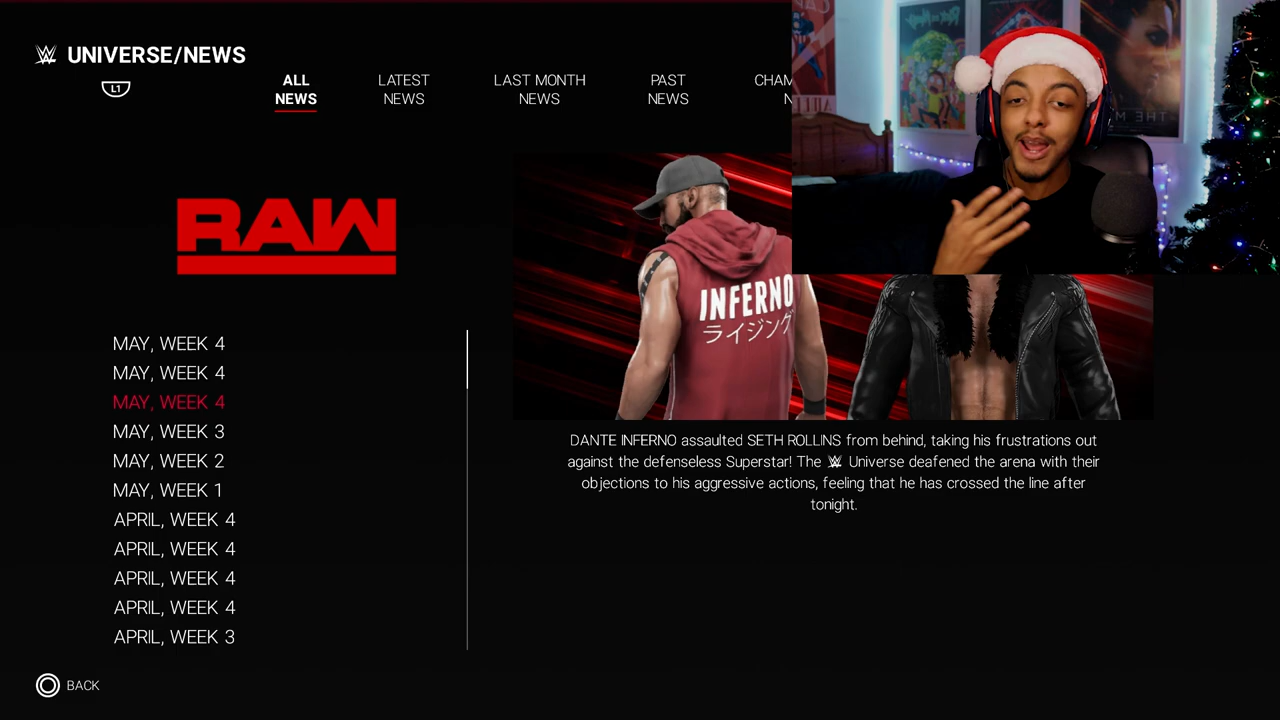 UNIVERSE/NEWS
L1
ALL
NEWS
LATEST
NEWS
LAST MONTH
NEWS
PAST
NEWS
CHAM
N
RAW
INFERNO
ライジング
MAY, WEEK 4
MAY, WEEK 4
MAY, WEEK 4
MAY, WEEK 3
MAY, WEEK 2
MAY, WEEK 1
APRIL, WEEK 4
APRIL, WEEK 4
APRIL, WEEK 4
APRIL, WEEK 4
APRIL, WEEK 3
DANTE INFERNO assaulted SETH ROLLINS from behind, taking his frustrations out
against the defenseless Superstar! The W Universe deafened the arena with their
objections to his aggressive actions, feeling that he has crossed the line after
tonight.
BACK